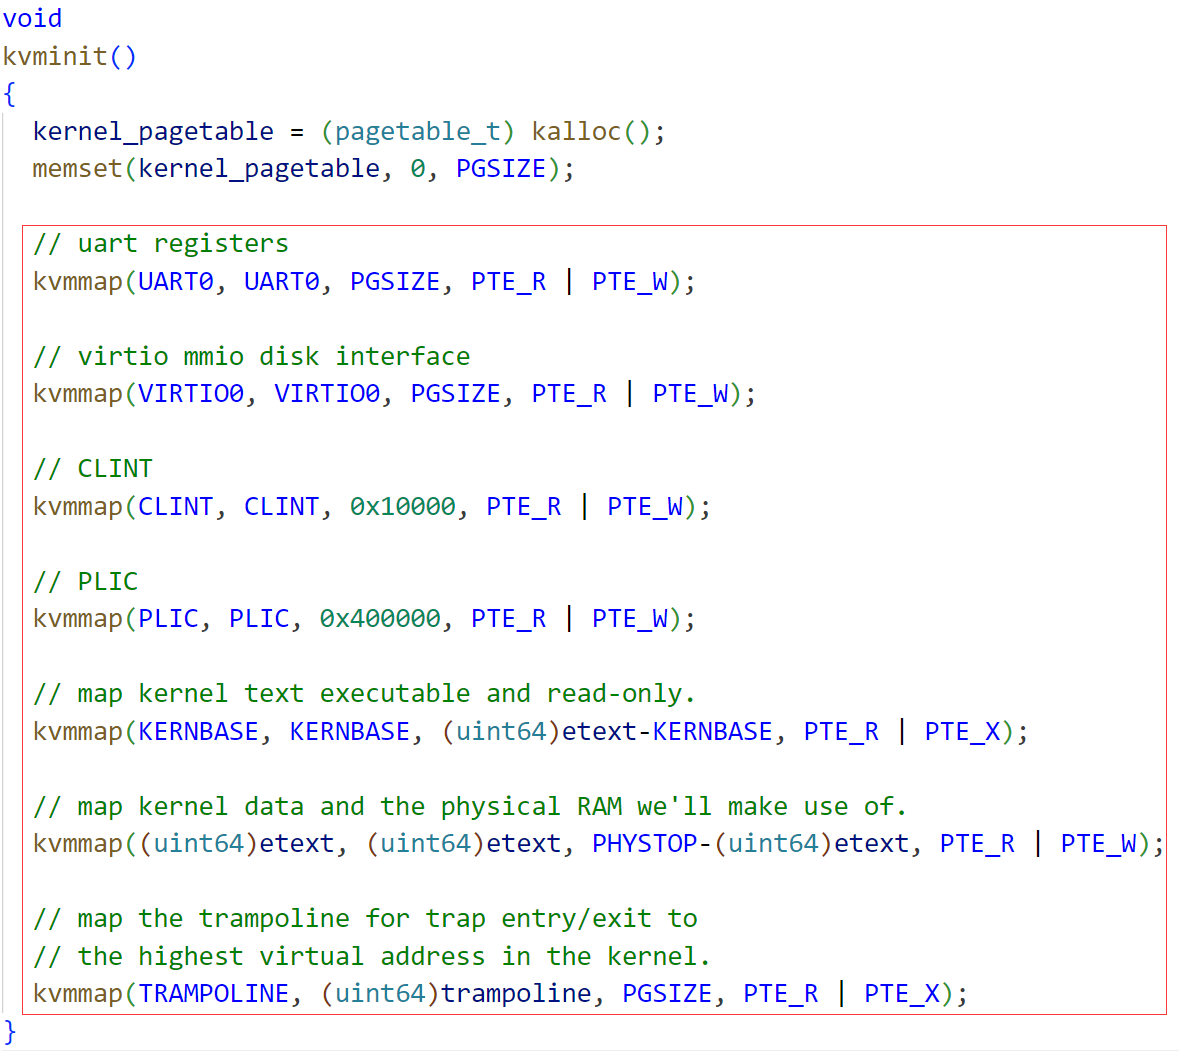 void
kvminit()
{
  kernel_pagetable = (pagetable_t) kalloc();
  memset(kernel_pagetable, 0, PGSIZE);

  // uart registers
  kvmmap(UART0, UART0, PGSIZE, PTE_R | PTE_W);

  // virtio mmio disk interface
  kvmmap(VIRTIO0, VIRTIO0, PGSIZE, PTE_R | PTE_W);

  // CLINT
  kvmmap(CLINT, CLINT, 0x10000, PTE_R | PTE_W);

  // PLIC
  kvmmap(PLIC, PLIC, 0x400000, PTE_R | PTE_W);

  // map kernel text executable and read-only.
  kvmmap(KERNBASE, KERNBASE, (uint64)etext-KERNBASE, PTE_R | PTE_X);

  // map kernel data and the physical RAM we'll make use of.
  kvmmap((uint64)etext, (uint64)etext, PHYSTOP-(uint64)etext, PTE_R | PTE_W);

  // map the trampoline for trap entry/exit to
  // the highest virtual address in the kernel.
  kvmmap(TRAMPOLINE, (uint64)trampoline, PGSIZE, PTE_R | PTE_X);
}